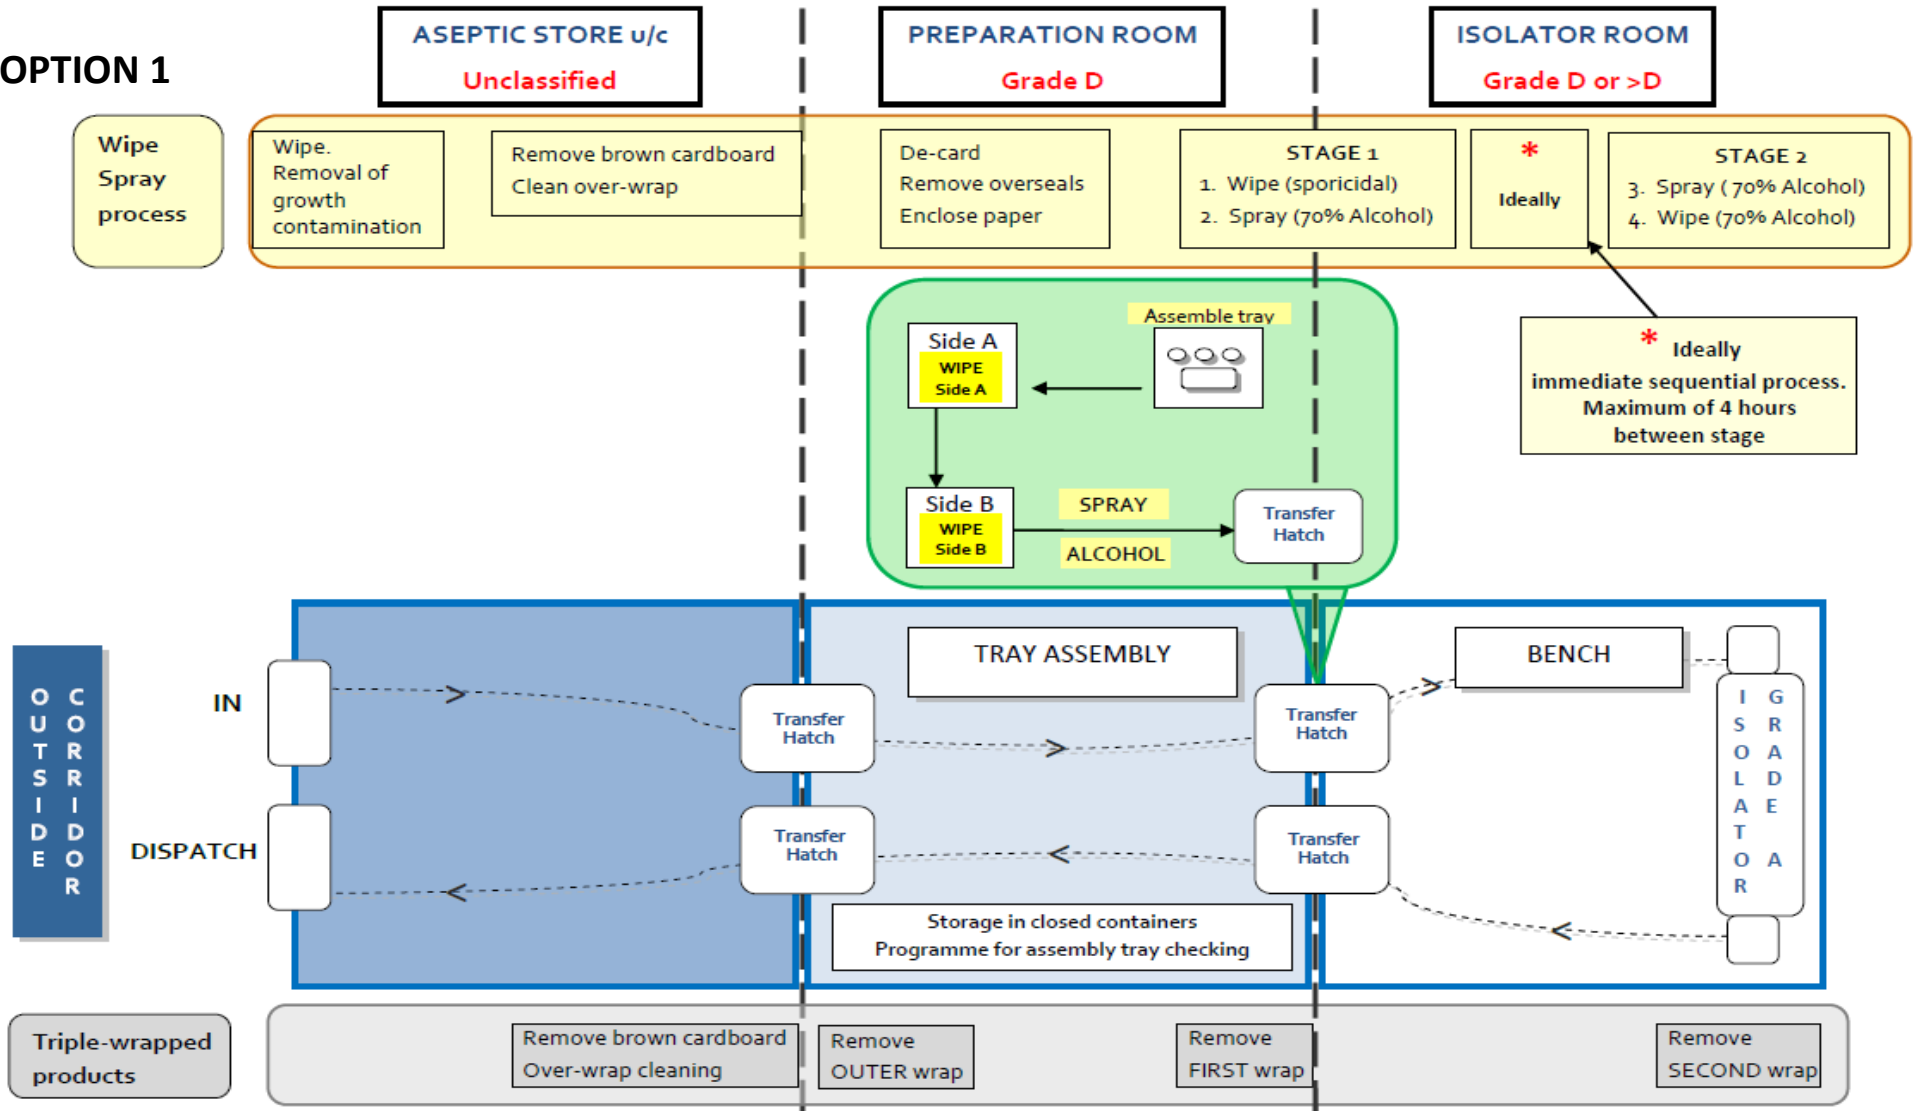 OPTION 1
ASEPTIC STORE u/c
Unclassified
PREPARATION ROOM
Grade D
ISOLATOR ROOM
Grade D or >D
Wipe
Spray
process
Wipe.
Removal of
growth
contamination
Remove brown cardboard
Clean over-wrap
De-card
Remove overseals
Enclose paper
STAGE 1
1. Wipe (sporicidal)
2. Spray (70% Alcohol)
*
Ideally
STAGE 2
3. Spray ( 70% Alcohol)
4. Wipe (70% Alcohol)
Assemble tray
Side A
WIPE
Side A
Side B
WIPE
Side B
SPRAY
ALCOHOL
Transfer
Hatch
* Ideally
immediate sequential process.
Maximum of 4 hours
between stage
OUTSIDE
CORRIDOR
IN
DISPATCH
Transfer
Hatch
TRAY ASSEMBLY
Transfer
Hatch
BENCH
ISOLATOR
GRADE A
Transfer
Hatch
Transfer
Hatch
Storage in closed containers
Programme for assembly tray checking
Triple-wrapped
products
Remove brown cardboard
Over-wrap cleaning
Remove
OUTER wrap
Remove
FIRST wrap
Remove
SECOND wrap